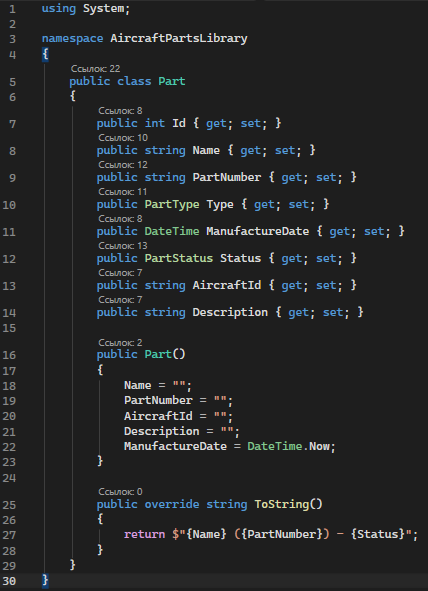 1 using System;
2
3 namespace AircraftPartsLibrary
4 {
Ссылок: 22
5 public class Part
6 {
Ссылок: 8
7 public int Id { get; set; }
Ссылок: 10
8 public string Name { get; set; }
Ссылок: 12
9 public string PartNumber { get; set; }
Ссылок: 11
10 public PartType Type { get; set; }
Ссылок: 8
11 public DateTime ManufactureDate { get; set; }
Ссылок: 13
12 public PartStatus Status { get; set; }
Ссылок: 7
13 public string AircraftId { get; set; }
Ссылок: 7
14 public string Description { get; set; }
15
Ссылок: 2
16 public Part()
17 {
18 Name = "";
19 PartNumber = "";
20 AircraftId = "";
21 Description = "";
22 ManufactureDate = DateTime.Now;
23 }
24
Ссылок: 0
25 public override string ToString()
26 {
27 return $"{Name} ({PartNumber}) - {Status}";
28 }
29 }
30 }